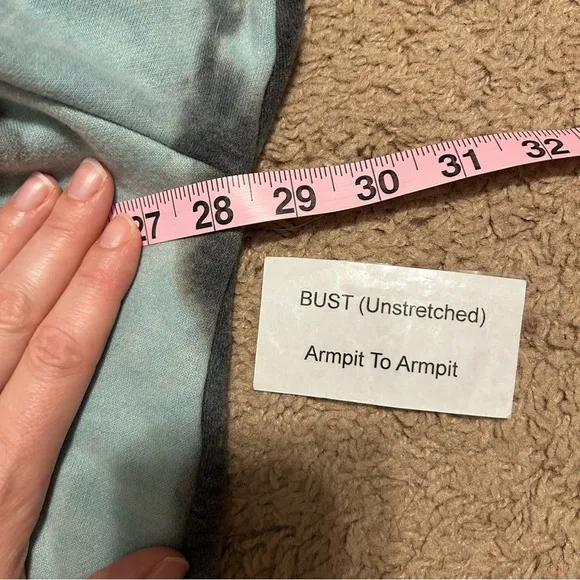 27 28 29 30 31 32
BUST (Unstretched)
Armpit To Armpit